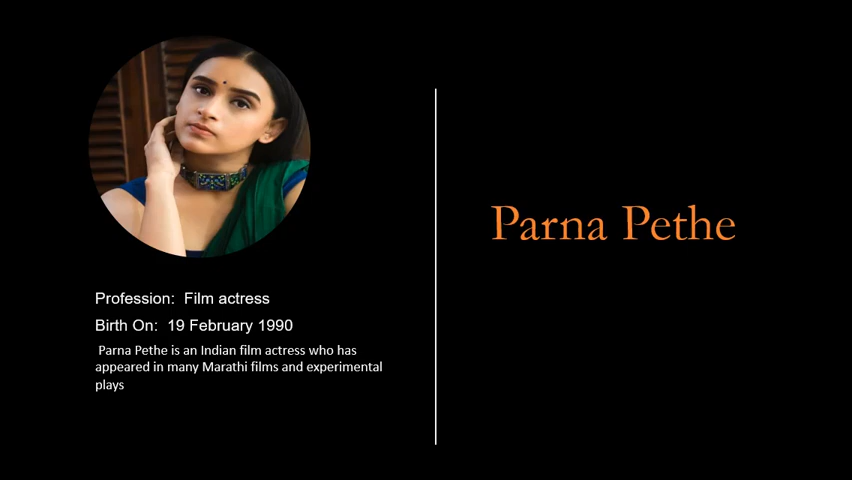 Parna Pethe
Profession: Film actress
Birth On: 19 February 1990
Parna Pethe is an Indian film actress who has
appeared in many Marathi films and experimental
plays